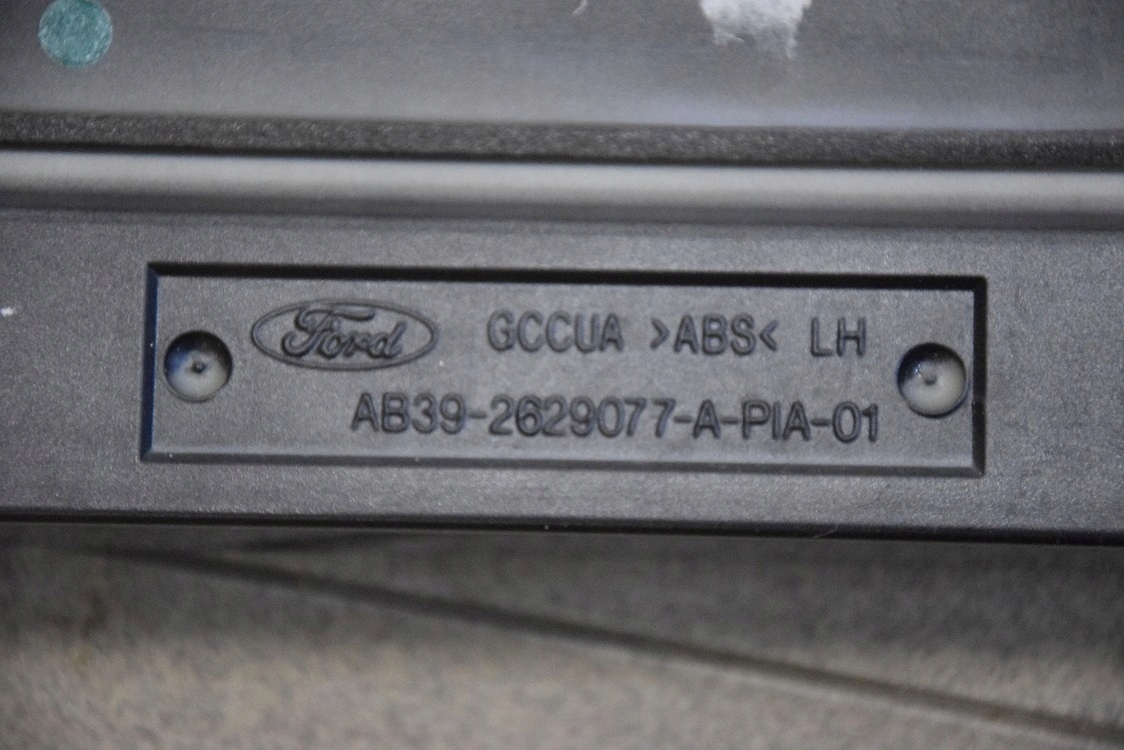 Ford GCCUA >ABS< LH
AB39-2629077-A-PIA-01